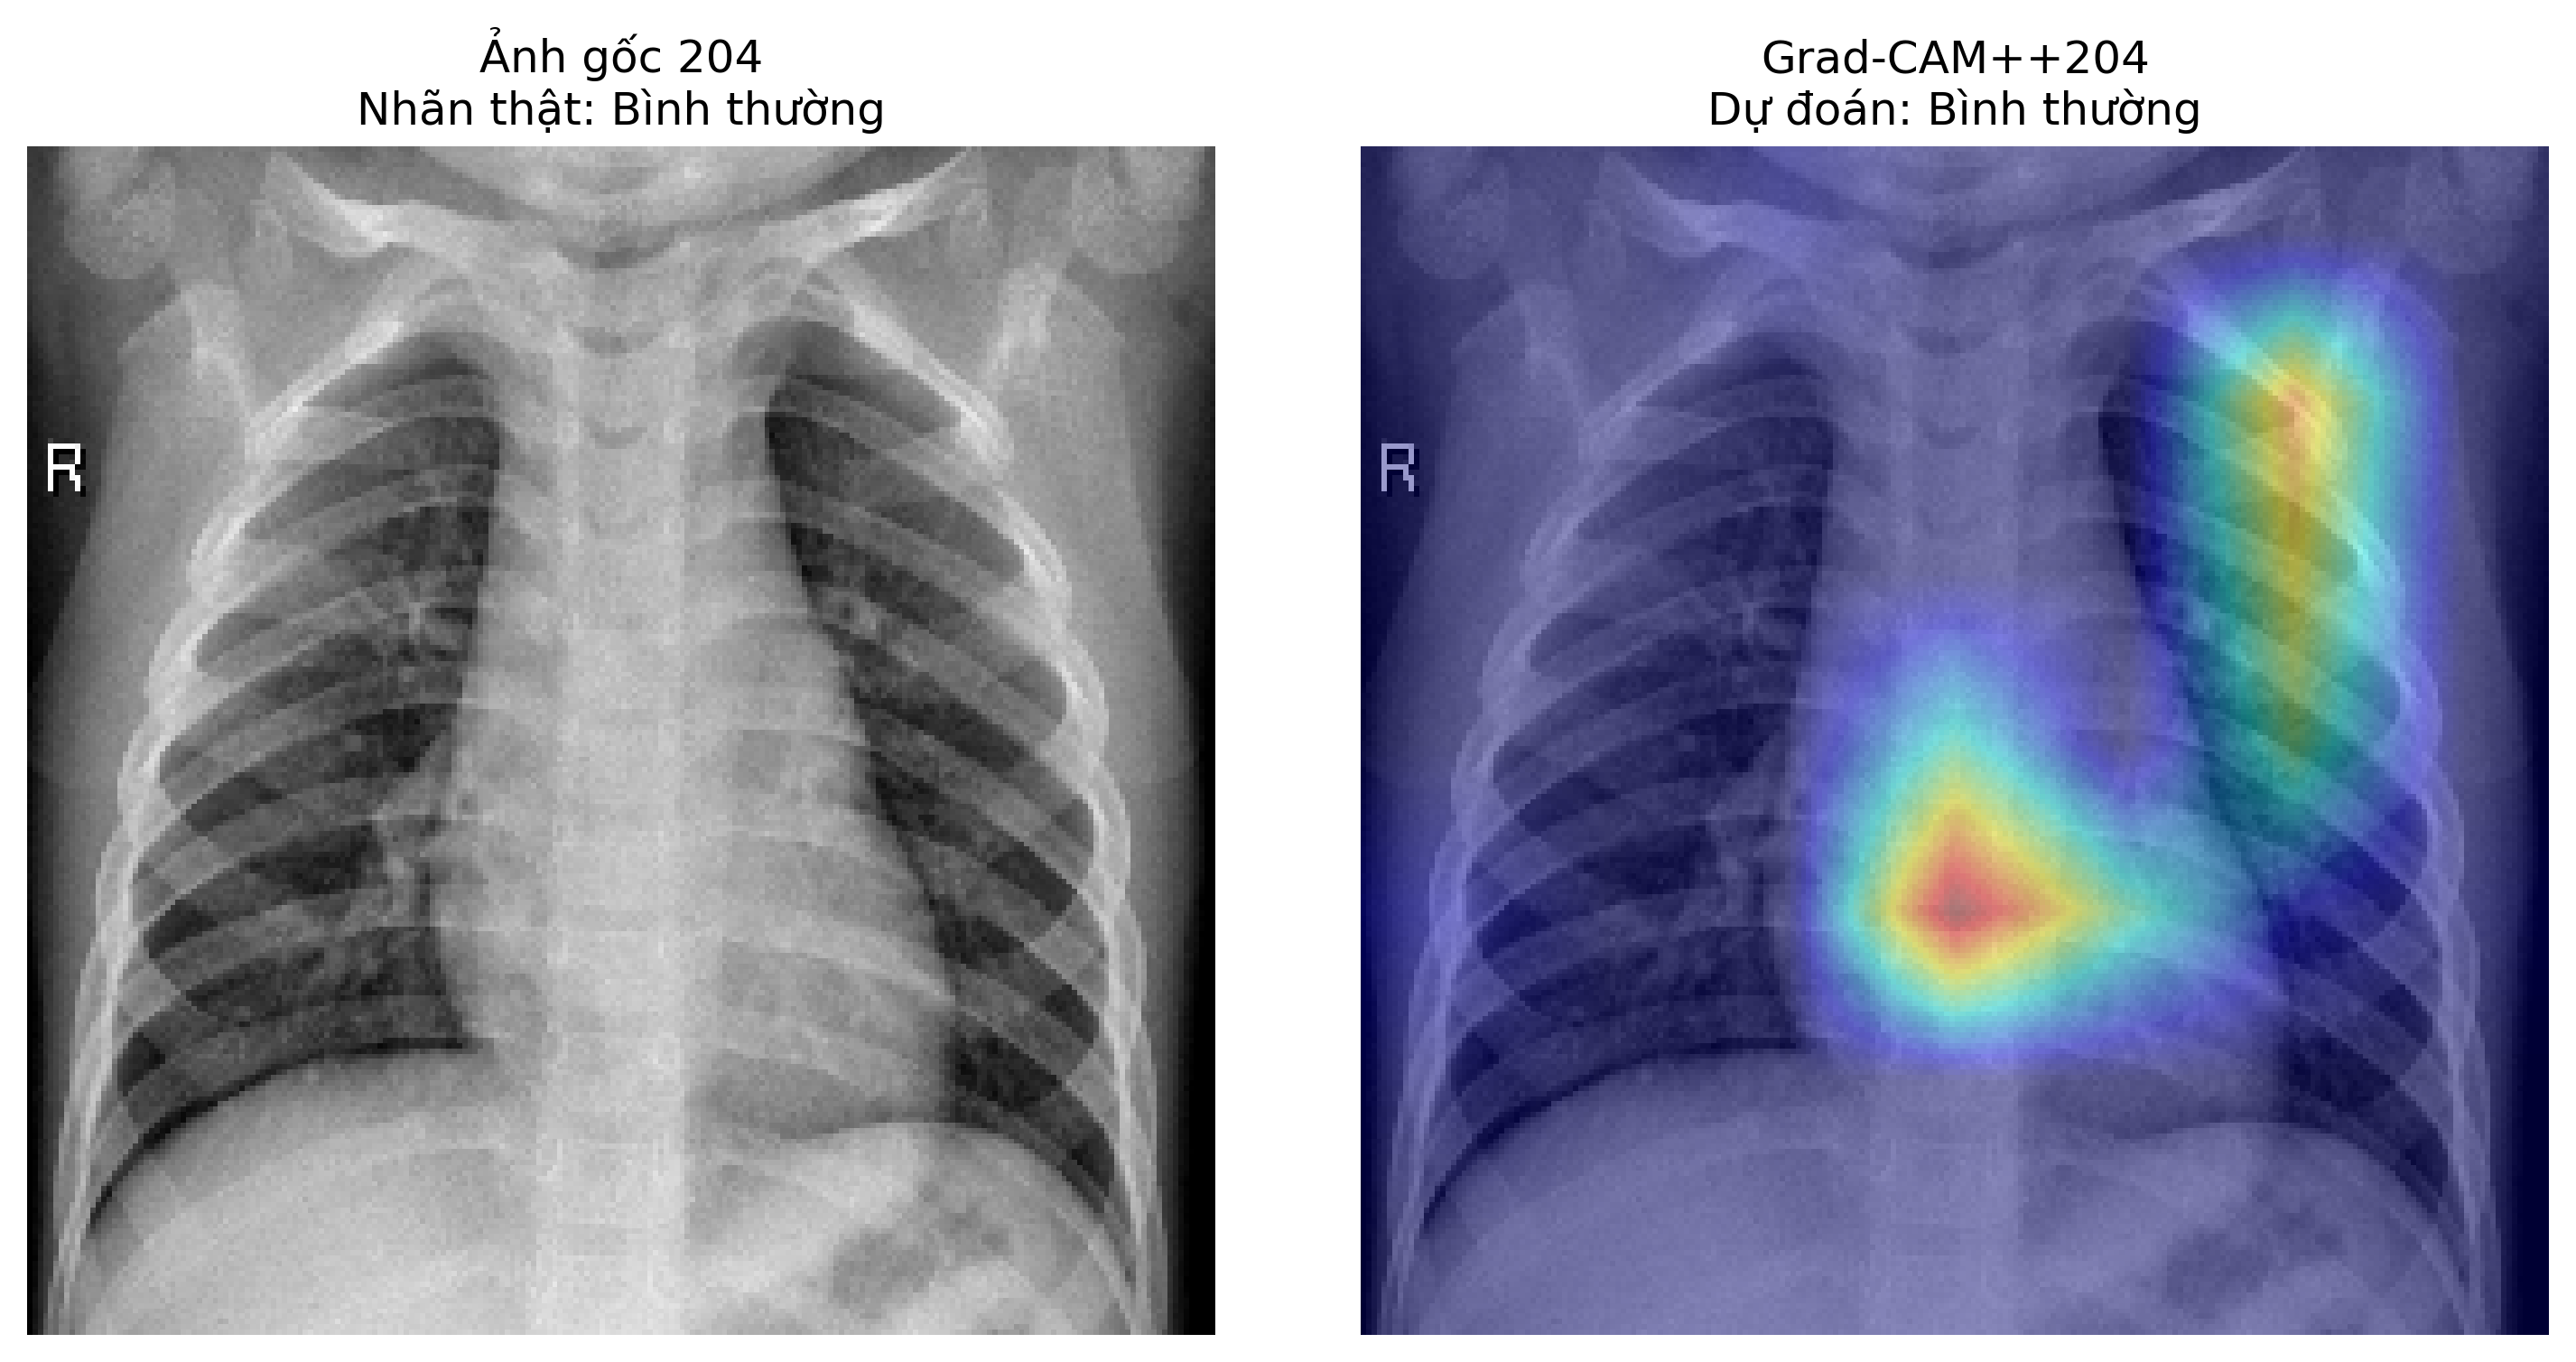 Ảnh gốc 204
Nhãn thật: Bình thường
Grad-CAM++204
Dự đoán: Bình thường
R
R